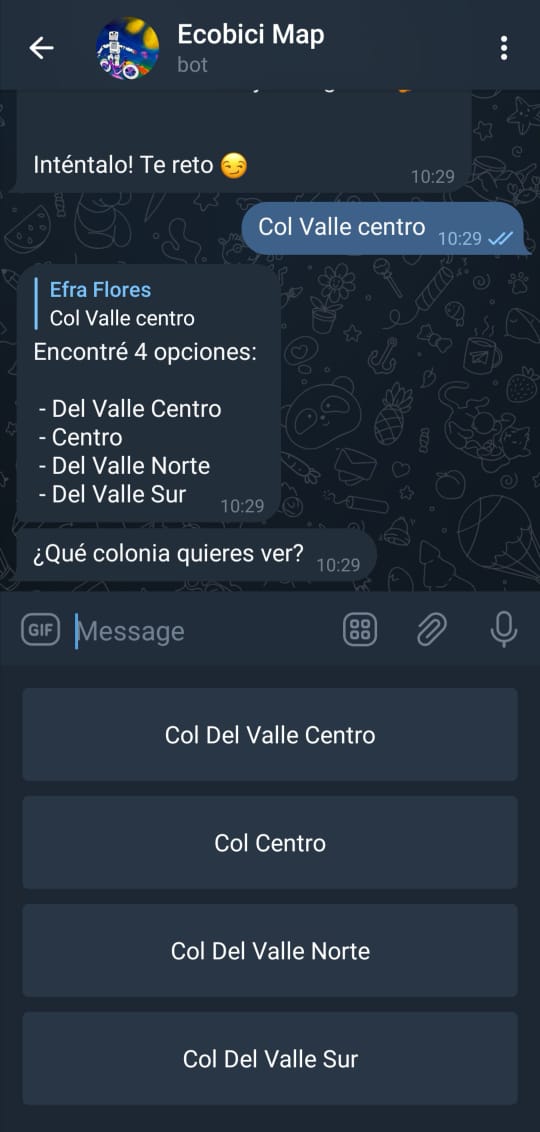 Ecobici Map
bot
Inténtalo! Te reto 😏
10:29
Col Valle centro
10:29
Efra Flores
Col Valle centro
Encontré 4 opciones:
- Del Valle Centro
- Centro
- Del Valle Norte
- Del Valle Sur
10:29
¿Qué colonia quieres ver?
10:29
GIF
Message
Col Del Valle Centro
Col Centro
Col Del Valle Norte
Col Del Valle Sur